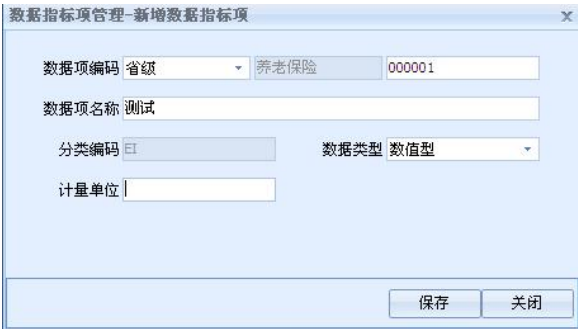 数据指标项管理-新增数据指标项 x
数据项编码 省级 养老保险 000001
数据项名称 测试
分类编码 EI 数据类型 数值型
计量单位
保存 关闭